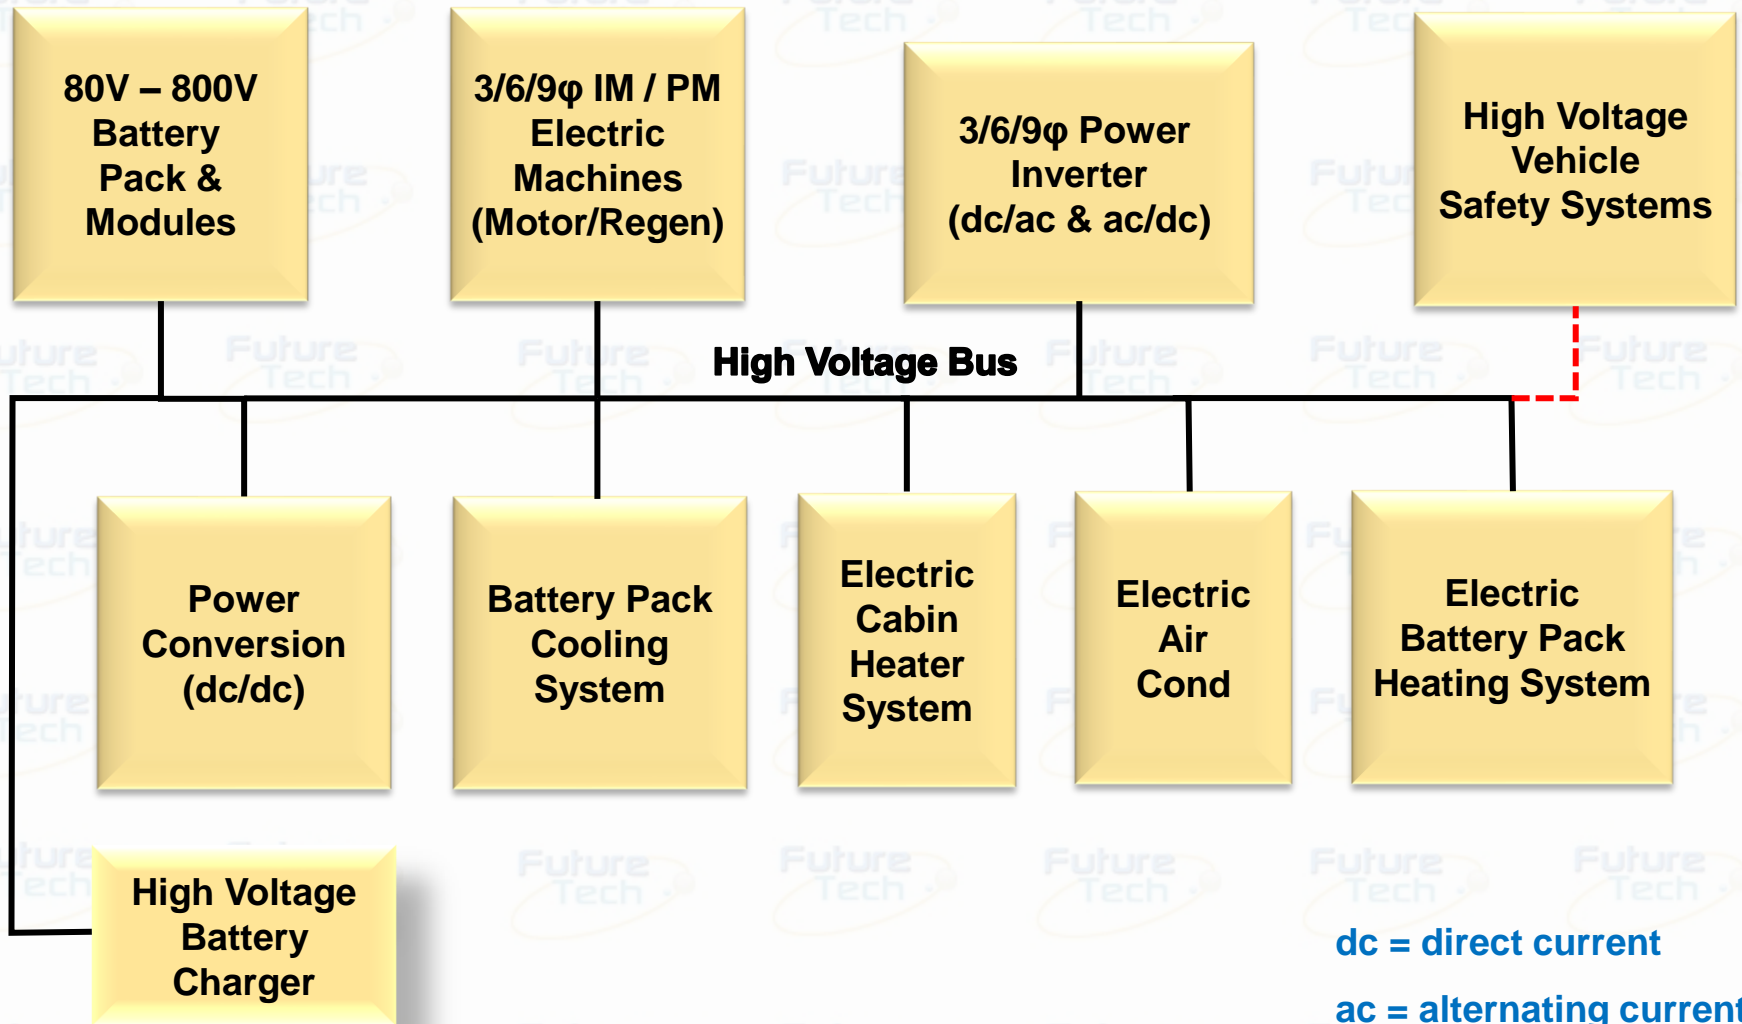 80V – 800V
Battery
Pack &
Modules
3/6/9φ IM / PM
Electric
Machines
(Motor/Regen)
3/6/9φ Power
Inverter
(dc/ac & ac/dc)
High Voltage
Vehicle
Safety Systems
High Voltage Bus
Power
Conversion
(dc/dc)
Battery Pack
Cooling
System
Electric
Cabin
Heater
System
Electric
Air
Cond
Electric
Battery Pack
Heating System
High Voltage
Battery
Charger
dc = direct current
ac = alternating current
Future
Tech